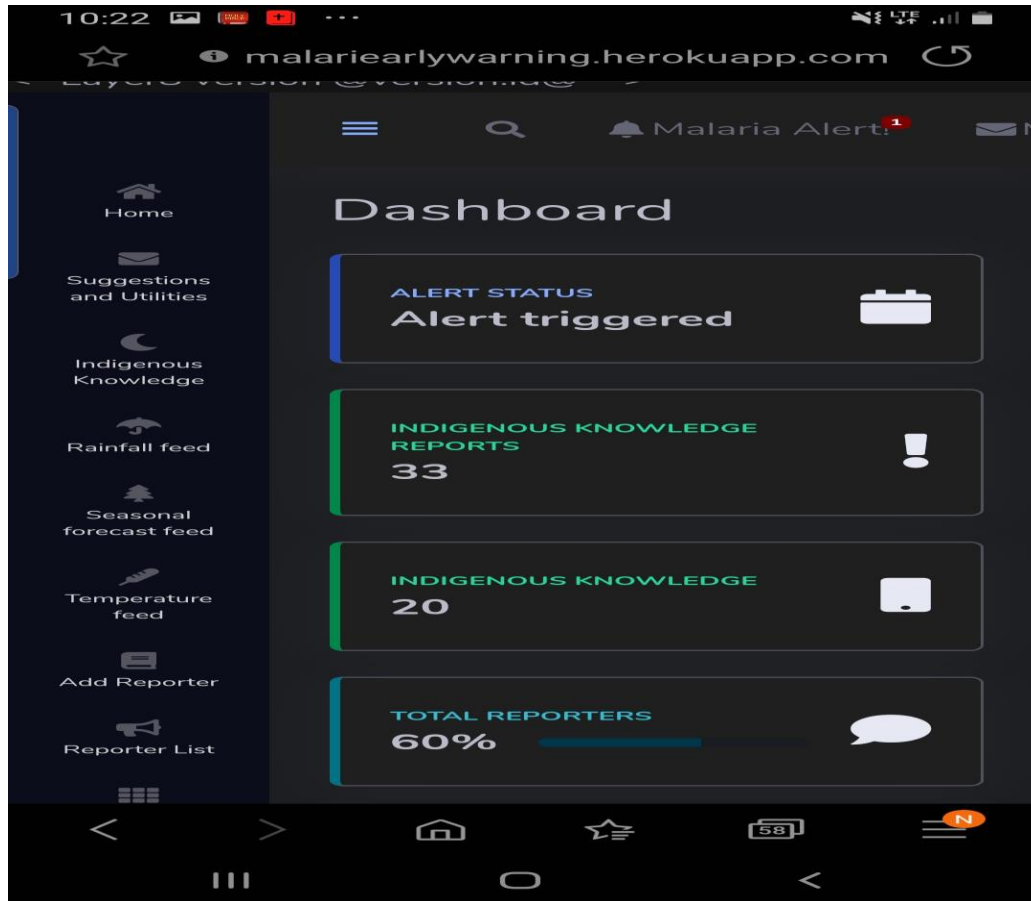 10:22
LTE
malariearlywarning.herokuapp.com
Malaria Alert! 1
Dashboard
Home
Suggestions
and Utilities
Indigenous
Knowledge
Rainfall feed
Seasonal
forecast feed
Temperature
feed
Add Reporter
Reporter List
ALERT STATUS
Alert triggered
INDIGENOUS KNOWLEDGE
REPORTS
33
INDIGENOUS KNOWLEDGE
20
TOTAL REPORTERS
60%
58
N